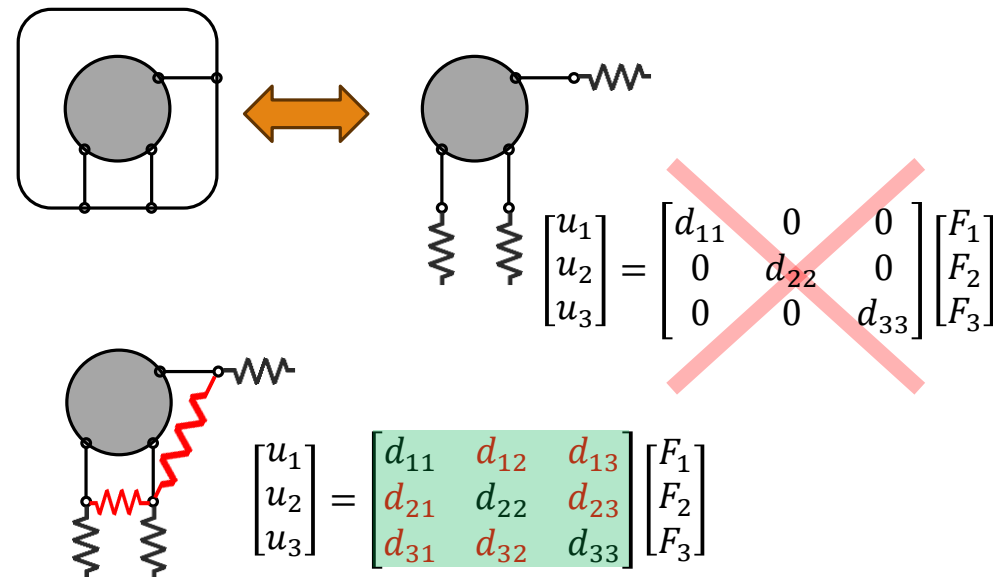 u₁ d₁₁ 0 0 F₁
u₂ = 0 d₂₂ 0 F₂
u₃ 0 0 d₃₃ F₃
u₁ d₁₁ d₁₂ d₁₃ F₁
u₂ = d₂₁ d₂₂ d₂₃ F₂
u₃ d₃₁ d₃₂ d₃₃ F₃